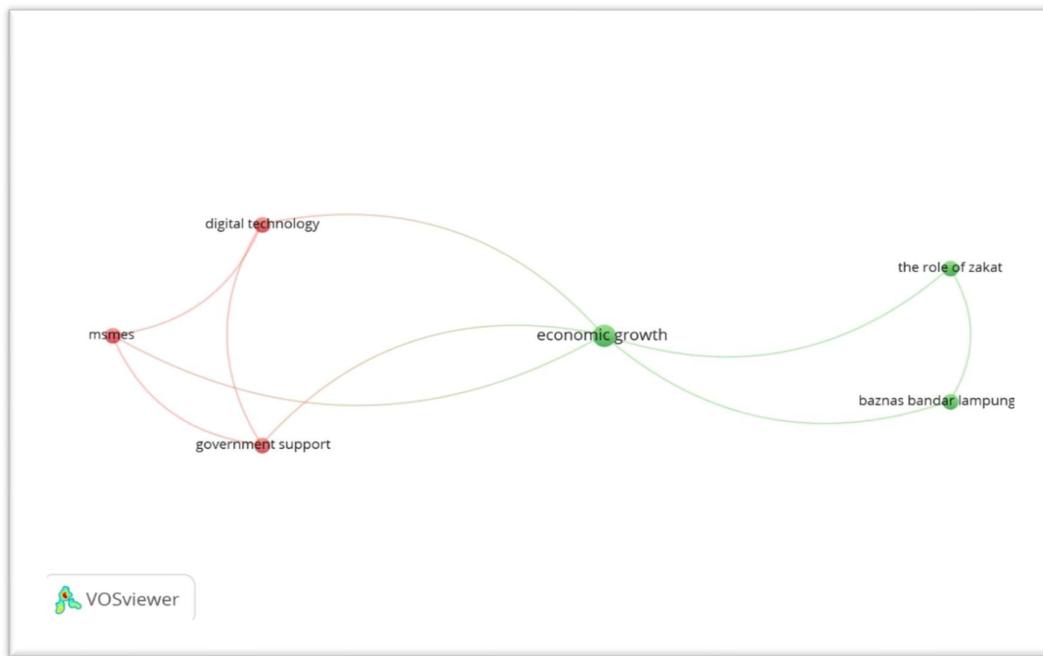 digital technology
the role of zakat
msmes
economic growth
baznas bandar lampung
government support
VOSviewer